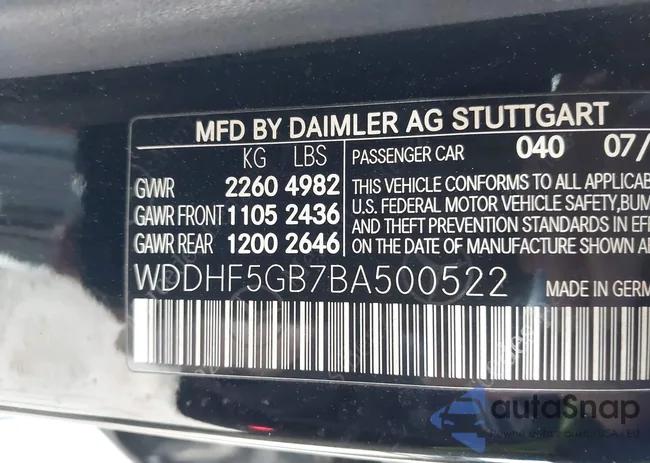 MFD BY DAIMLER AG STUTTGART
KG LBS
PASSENGER CAR 040 07/
GVWR 2260 4982
GAWR FRONT 1105 2436
GAWR REAR 1200 2646
THIS VEHICLE CONFORMS TO ALL APPLICAB
U.S. FEDERAL MOTOR VEHICLE SAFETY,BUM
AND THEFT PREVENTION STANDARDS IN EFF
ON THE DATE OF MANUFACTURE SHOWN AB
WDDHF5GB7BA500522
MADE IN GERM
autoSnap